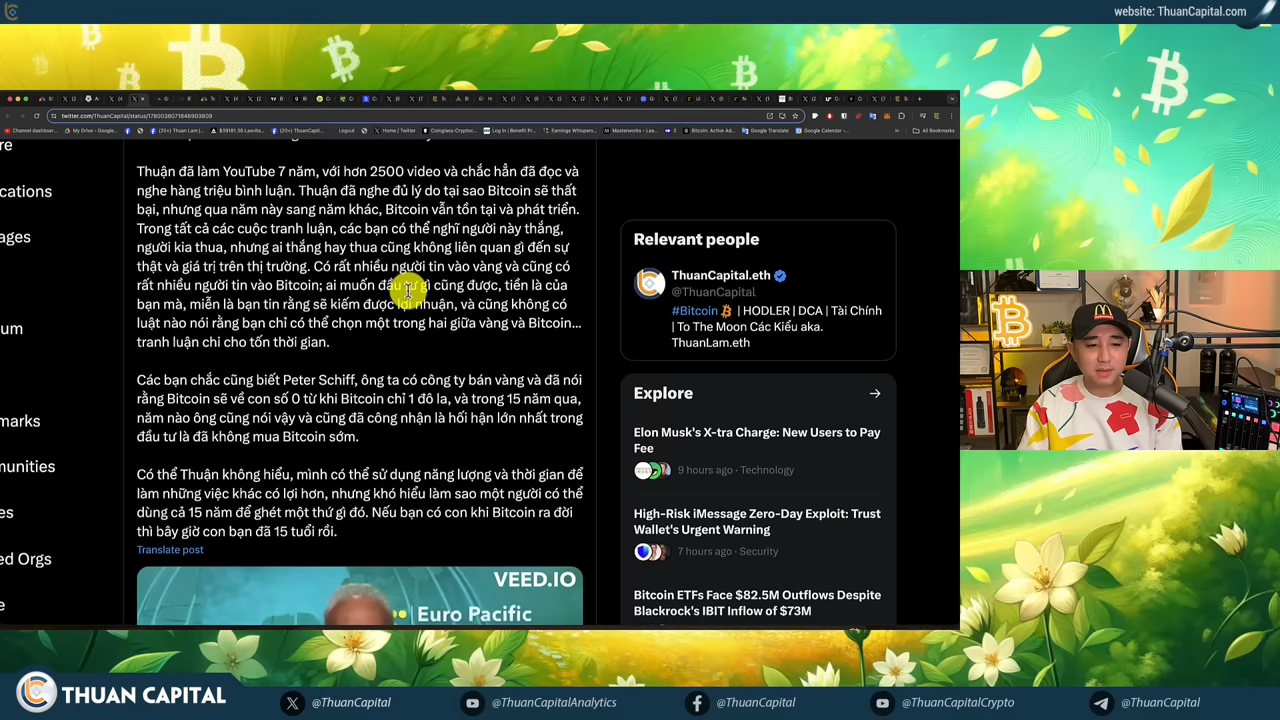 website: ThuanCapital.com
twitter.com/ThuanCapital/status/1780038071846903809
Thuận đã làm YouTube 7 năm, với hơn 2500 video và chắc hẳn đã đọc và
nghe hàng triệu bình luận. Thuận đã nghe đủ lý do tại sao Bitcoin sẽ thất
bại, nhưng qua năm này sang năm khác, Bitcoin vẫn tồn tại và phát triển.
Trong tất cả các cuộc tranh luận, các bạn có thể nghĩ người này thắng,
người kia thua, nhưng ai thắng hay thua cũng không liên quan gì đến sự
thật và giá trị trên thị trường. Có rất nhiều người tin vào vàng và cũng có
rất nhiều người tin vào Bitcoin; ai muốn đầu tư gì cũng được, tiền là của
bạn mà, miễn là bạn tin rằng sẽ kiếm được lợi nhuận, và cũng không có
luật nào nói rằng bạn chỉ có thể chọn một trong hai giữa vàng và Bitcoin...
tranh luận chi cho tốn thời gian.
Các bạn chắc cũng biết Peter Schiff, ông ta có công ty bán vàng và đã nói
rằng Bitcoin sẽ về con số 0 từ khi Bitcoin chỉ 1 đô la, và trong 15 năm qua,
năm nào ông cũng nói vậy và cũng đã công nhận là hối hận lớn nhất trong
đầu tư là đã không mua Bitcoin sớm.
Có thể Thuận không hiểu, mình có thể sử dụng năng lượng và thời gian để
làm những việc khác có lợi hơn, nhưng khó hiểu làm sao một người có thể
dùng cả 15 năm để ghét một thứ gì đó. Nếu bạn có con khi Bitcoin ra đời
thì bây giờ con bạn đã 15 tuổi rồi.
Translate post
VEED.IO
Euro Pacific
re
cations
ages
um
marks
munities
es
ed Orgs
e
Relevant people
ThuanCapital.eth
@ThuanCapital
#Bitcoin | HODLER | DCA | Tài Chính
| To The Moon Các Kiểu aka.
ThuanLam.eth
Explore
Elon Musk's X-tra Charge: New Users to Pay
Fee
9 hours ago · Technology
High-Risk iMessage Zero-Day Exploit: Trust
Wallet's Urgent Warning
7 hours ago · Security
Bitcoin ETFs Face $82.5M Outflows Despite
Blackrock's IBIT Inflow of $73M
THUAN CAPITAL
@ThuanCapital
@ThuanCapitalAnalytics
@ThuanCapital
@ThuanCapitalCrypto
@ThuanCapital